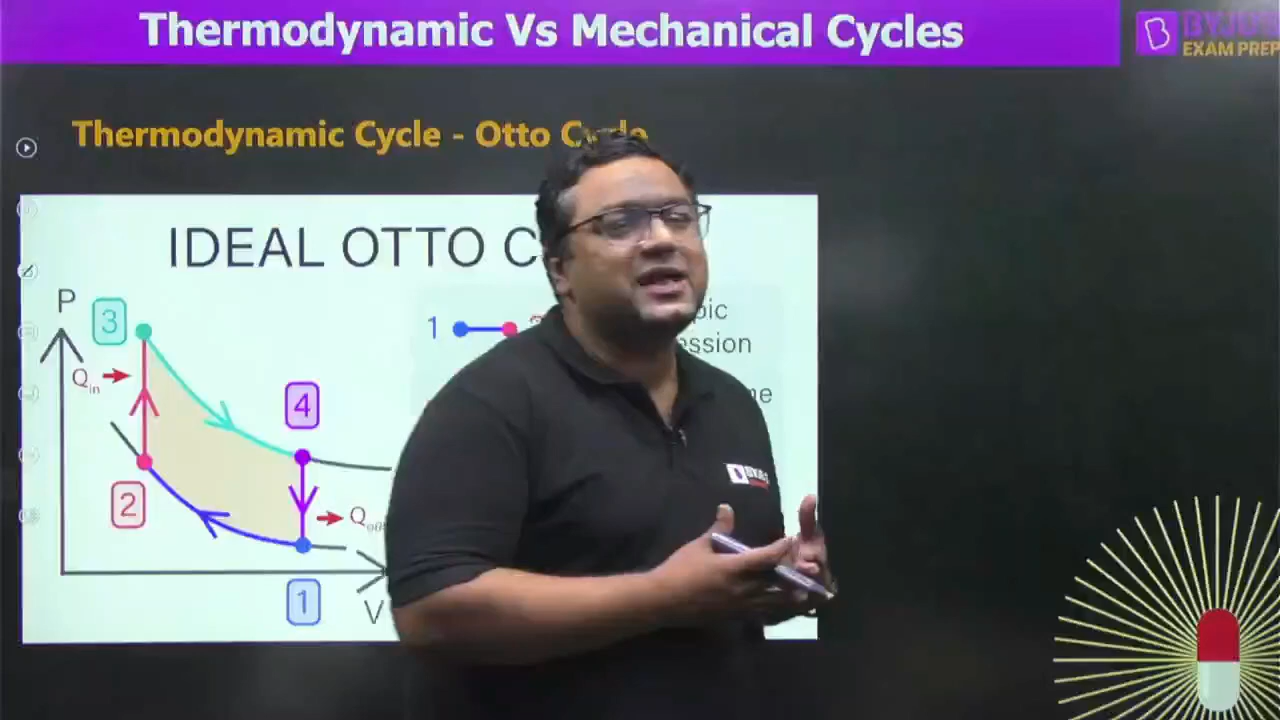 Thermodynamic Vs Mechanical Cycles
EXAM PREP
Thermodynamic Cycle - Otto Cycle
IDEAL OTTO C
P
3
1
pic
ession
Qin
me
4
2
Q
1
V